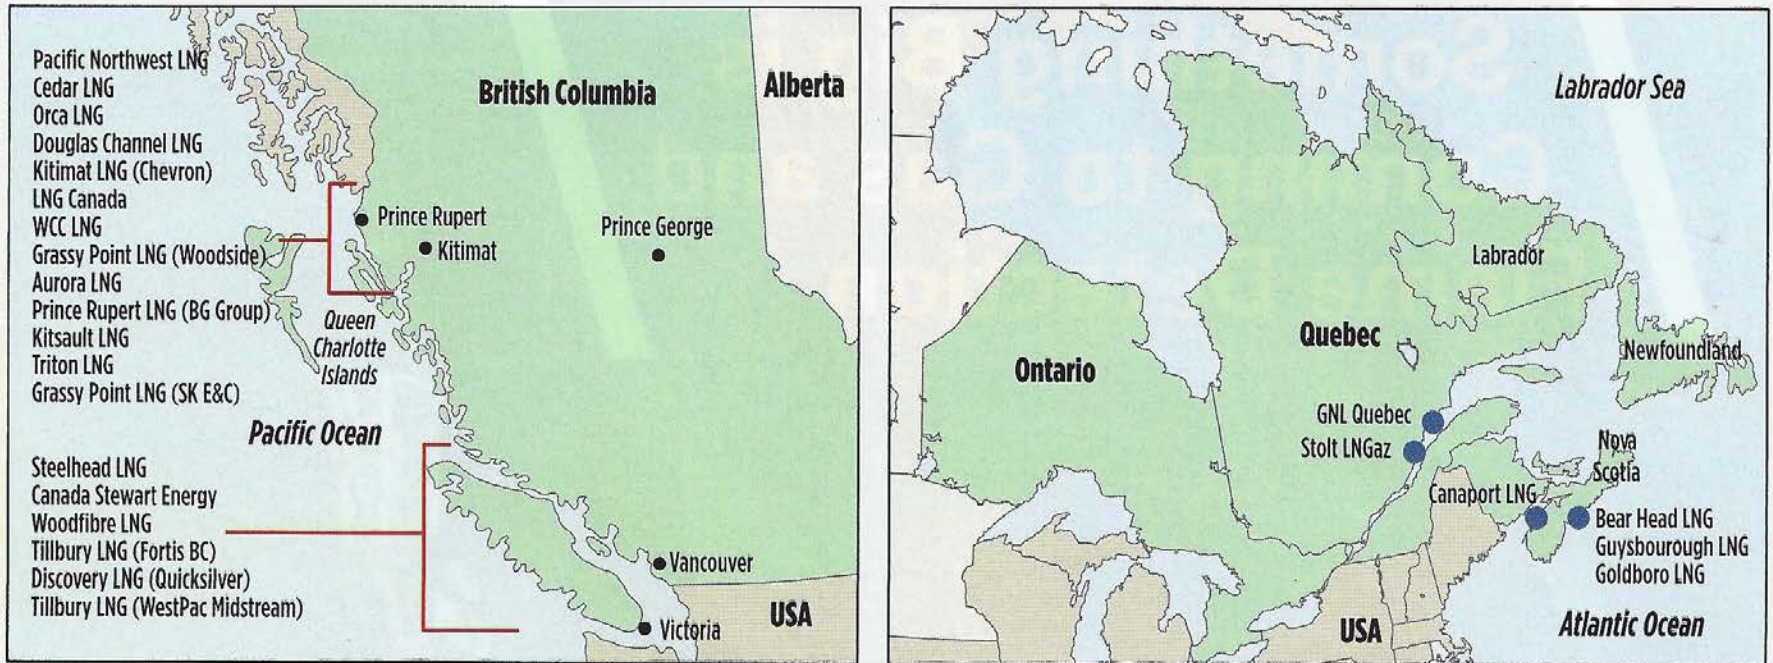 Pacific Northwest LNG
Cedar LNG
Orca LNG
Douglas Channel LNG
Kitimat LNG (Chevron)
LNG Canada
WCC LNG
Grassy Point LNG (Woodside)
Aurora LNG
Prince Rupert LNG (BG Group)
Kitsault LNG
Triton LNG
Grassy Point LNG (SK E&C)
British Columbia
Alberta
Prince Rupert
Kitimat
Prince George
Queen
Charlotte
Islands
Pacific Ocean
Steelhead LNG
Canada Stewart Energy
Woodfibre LNG
Tillbury LNG (Fortis BC)
Discovery LNG (Quicksilver)
Tillbury LNG (WestPac Midstream)
Vancouver
Victoria
USA
Labrador Sea
Labrador
Quebec
Ontario
Newfoundland
GNL Quebec
Stolt LNGaz
Nova
Scotia
Canaport LNG
Bear Head LNG
Guysbourough LNG
Goldboro LNG
USA
Atlantic Ocean